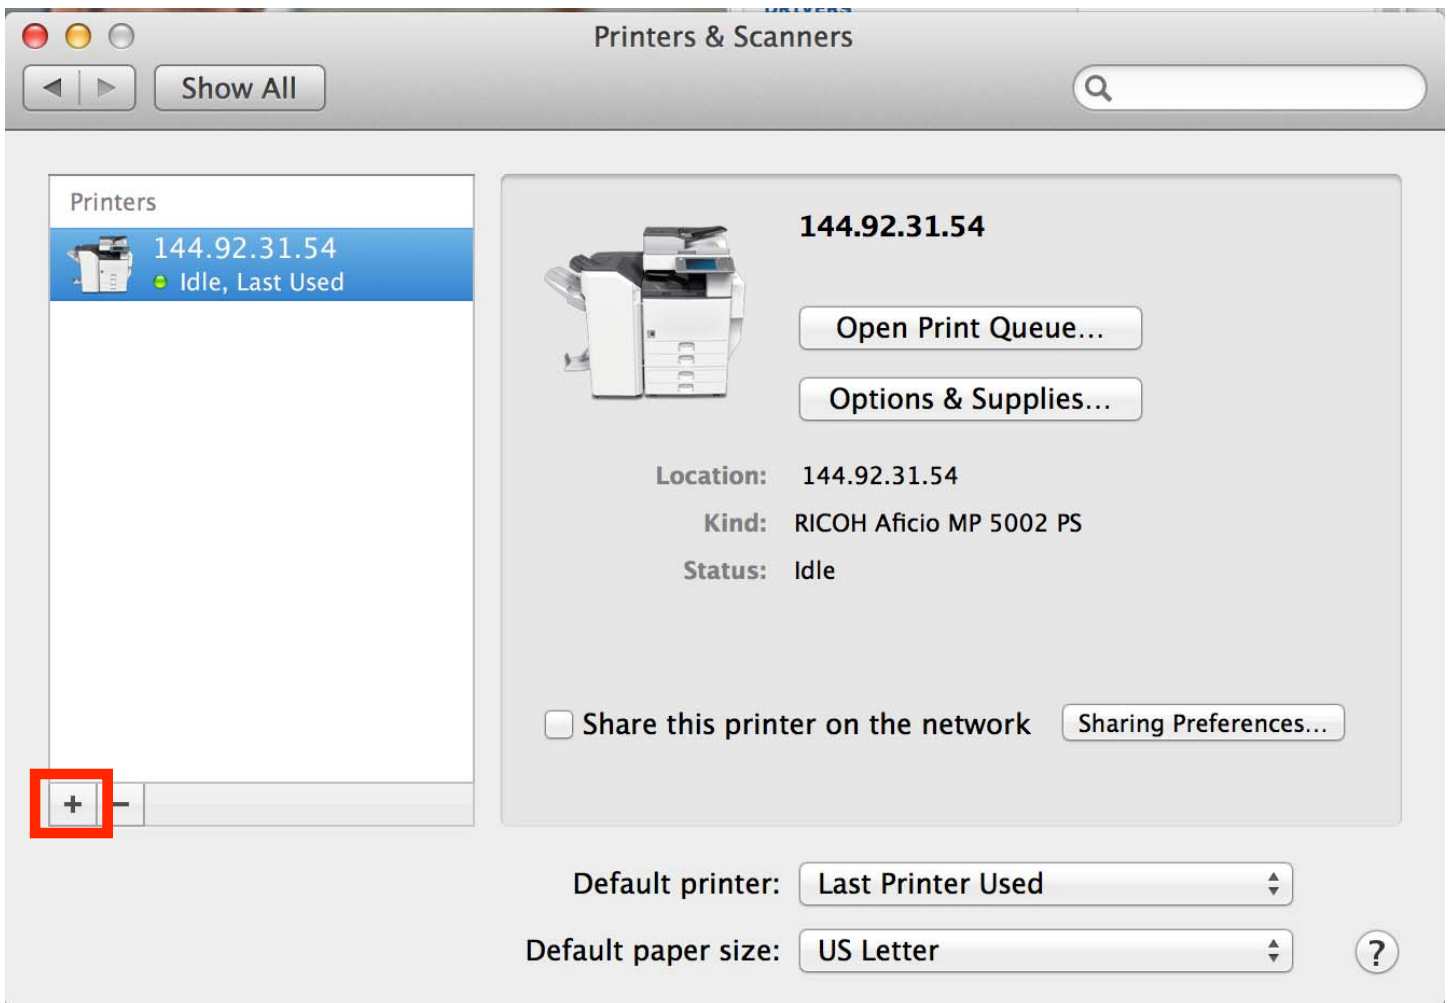 DRIVERS
Printers & Scanners
Show All
Printers
144.92.31.54
Idle, Last Used
144.92.31.54
Open Print Queue...
Options & Supplies...
Location: 144.92.31.54
Kind: RICOH Aficio MP 5002 PS
Status: Idle
Share this printer on the network Sharing Preferences...
+ −
Default printer: Last Printer Used
Default paper size: US Letter ?